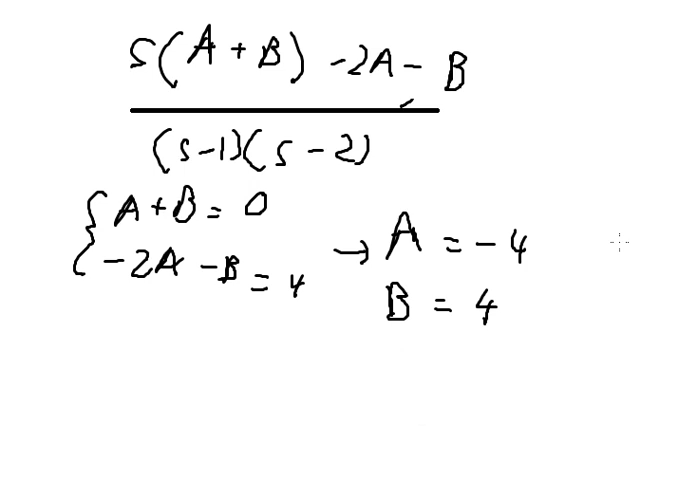 s(A+B) -2A - B
(s-1)(s-2)
{ A+B = 0
-2A - B = 4 → A = -4
B = 4